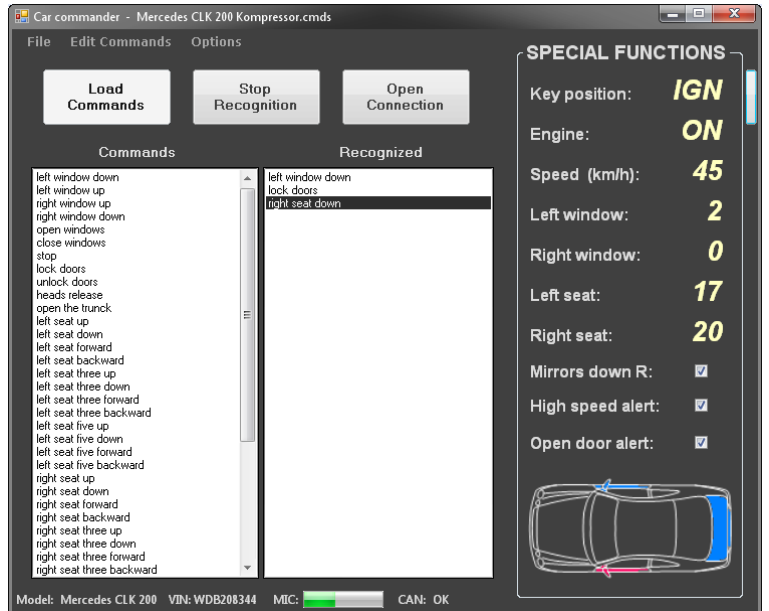 Car commander - Mercedes CLK 200 Kompressor.cmds
File Edit Commands Options
Load
Commands
Stop
Recognition
Open
Connection
Commands
left window down
left window up
right window up
right window down
open windows
close windows
stop
lock doors
unlock doors
heads release
open the trunck
left seat up
left seat down
left seat forward
left seat backward
left seat three up
left seat three down
left seat three forward
left seat three backward
left seat five up
left seat five down
left seat five forward
left seat five backward
right seat up
right seat down
right seat forward
right seat backward
right seat three up
right seat three down
right seat three forward
right seat three backward
Recognized
left window down
lock doors
right seat down
SPECIAL FUNCTIONS
Key position: IGN
Engine: ON
Speed (km/h): 45
Left window: 2
Right window: 0
Left seat: 17
Right seat: 20
Mirrors down R:
High speed alert:
Open door alert:
Model: Mercedes CLK 200 VIN: WDB208344 MIC: CAN: OK